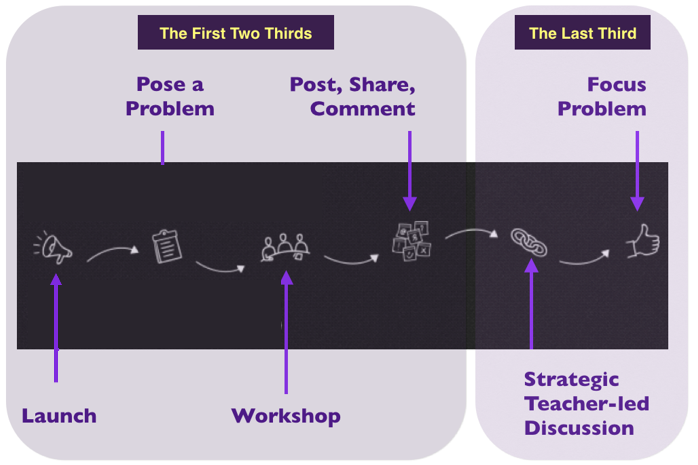 The First Two Thirds
The Last Third
Pose a
Problem
Post, Share,
Comment
Focus
Problem
Launch
Workshop
Strategic
Teacher-led
Discussion